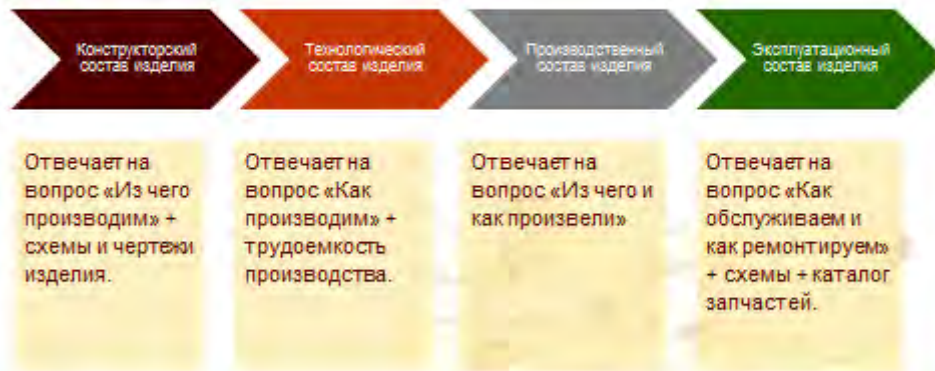 Конструкторский
состав изделия
Технологический
состав изделия
Производственный
состав изделия
Эксплуатационный
состав изделия
Отвечает на
вопрос «Из чего
производим» +
схемы и чертежи
изделия.
Отвечает на
вопрос «Как
производим» +
трудоемкость
производства.
Отвечает на
вопрос «Из чего и
как произвели»
Отвечает на
вопрос «Как
обслуживаем и
как ремонтируем»
+ схемы + каталог
запчастей.